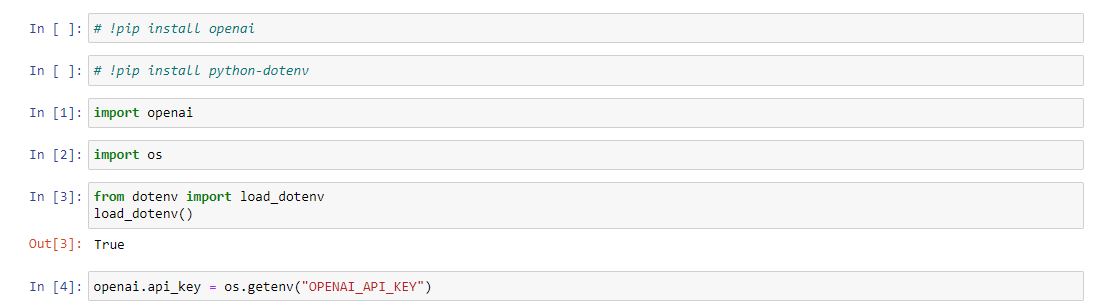 In [ ]: # !pip install openai
In [ ]: # !pip install python-dotenv
In [1]: import openai
In [2]: import os
In [3]: from dotenv import load_dotenv
load_dotenv()
Out[3]: True
In [4]: openai.api_key = os.getenv("OPENAI_API_KEY")